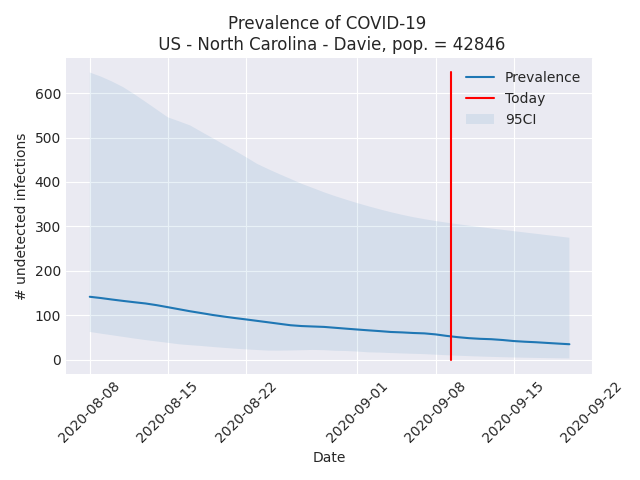 Prevalence of COVID-19
US - North Carolina - Davie, pop. = 42846
Prevalence
Today
95CI
# undetected infections
600
500
400
300
200
100
0
2020-08-08
2020-08-15
2020-08-22
2020-09-01
2020-09-08
2020-09-15
2020-09-22
Date